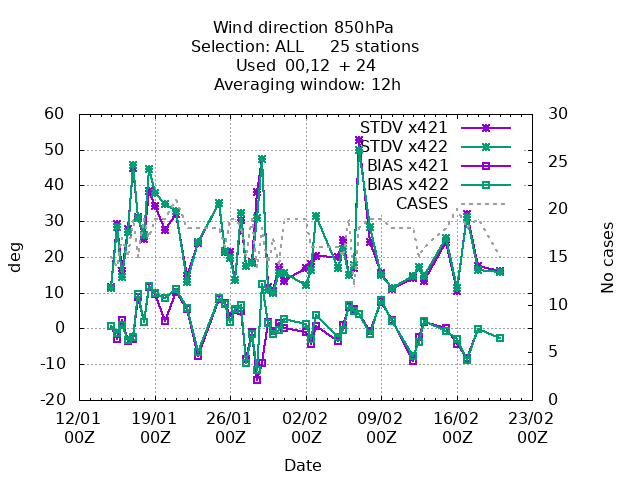 Wind direction 850hPa
Selection: ALL     25 stations
Used  00,12  + 24
Averaging window: 12h
60
50
40
30
20
10
0
-10
-20
deg
30
25
20
15
10
5
0
No cases
STDV x421
STDV x422
BIAS x421
BIAS x422
CASES
12/01 19/01 26/01 02/02 09/02 16/02 23/02
00Z 00Z 00Z 00Z 00Z 00Z 00Z
Date